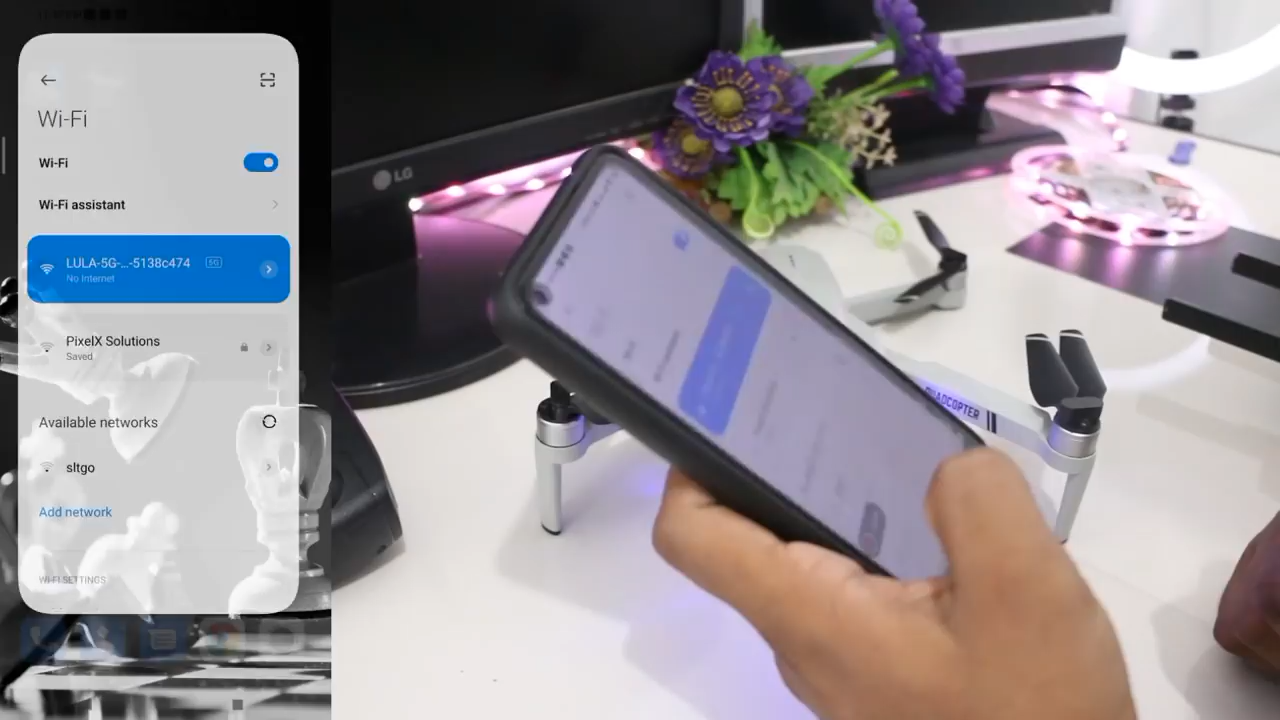 Wi-Fi
Wi-Fi
Wi-Fi assistant
LULA-5G-...-5138c474 5G
No Internet
PixelX Solutions
Saved
Available networks
sltgo
Add network
WI-FI SETTINGS
LG